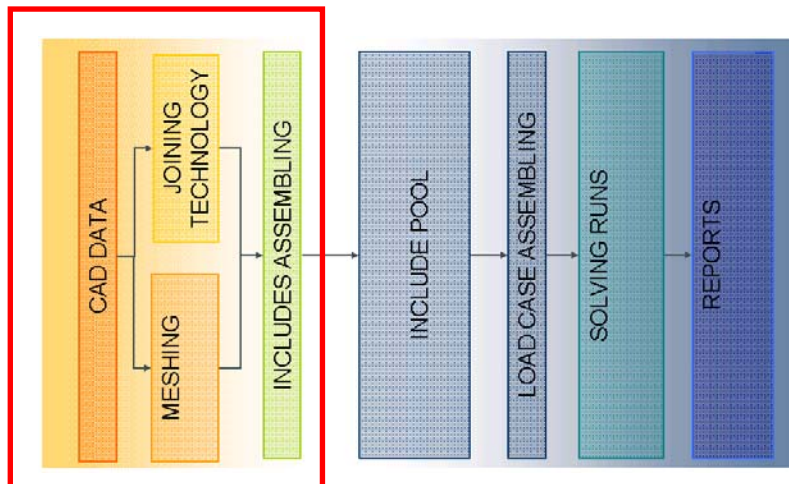 CAD DATA
JOINING
TECHNOLOGY
MESHING
INCLUDES ASSEMBLING
INCLUDE POOL
LOAD CASE ASSEMBLING
SOLVING RUNS
REPORTS